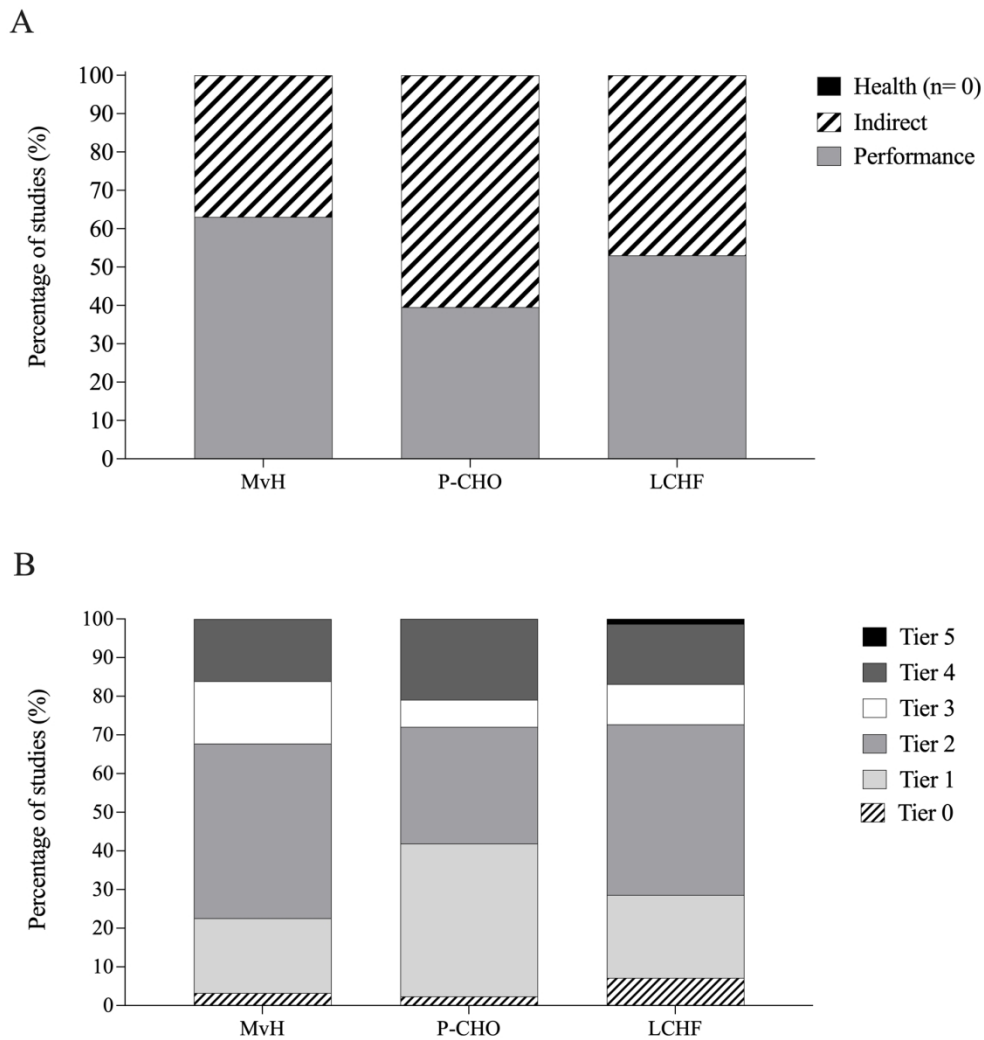 A
Percentage of studies (%)
100
90
80
70
60
50
40
30
20
10
0
MvH
P-CHO
LCHF
Health (n= 0)
Indirect
Performance
B
Percentage of studies (%)
100
90
80
70
60
50
40
30
20
10
0
MvH
P-CHO
LCHF
Tier 5
Tier 4
Tier 3
Tier 2
Tier 1
Tier 0